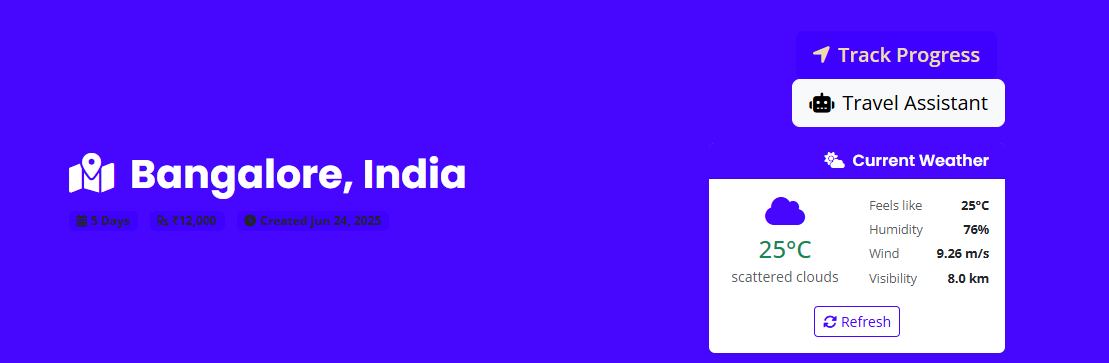 Track Progress
Travel Assistant
Bangalore, India
5 Days ₹12,000 Created Jun 24, 2025
Current Weather
25°C
scattered clouds
Feels like 25°C
Humidity 76%
Wind 9.26 m/s
Visibility 8.0 km
Refresh